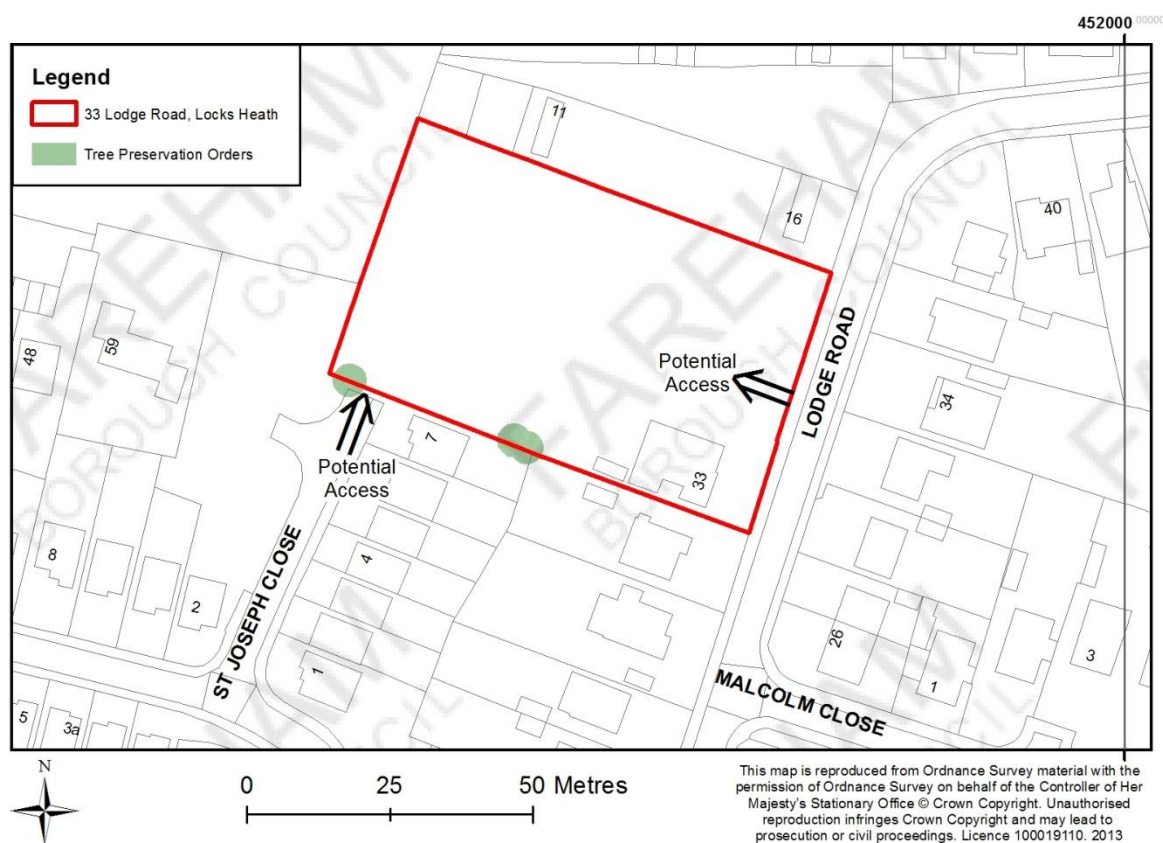 452000
.00000
Legend
33 Lodge Road, Locks Heath
Tree Preservation Orders
FAREHAM
BOROUGH COUNCIL
11
16
40
48
59
Potential
Access
LODGE ROAD
34
7
33
Potential
Access
8
2
4
ST JOSEPH CLOSE
1
26
1
3
MALCOLM CLOSE
5
3a
N
0 25 50 Metres
This map is reproduced from Ordnance Survey material with the
permission of Ordnance Survey on behalf of the Controller of Her
Majesty's Stationary Office © Crown Copyright. Unauthorised
reproduction infringes Crown Copyright and may lead to
prosecution or civil proceedings. Licence 100019110. 2013